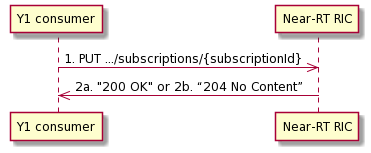 Y1 consumer
Near-RT RIC
1. PUT .../subscriptions/{subscriptionId}
2a. "200 OK" or 2b. “204 No Content”
Y1 consumer
Near-RT RIC